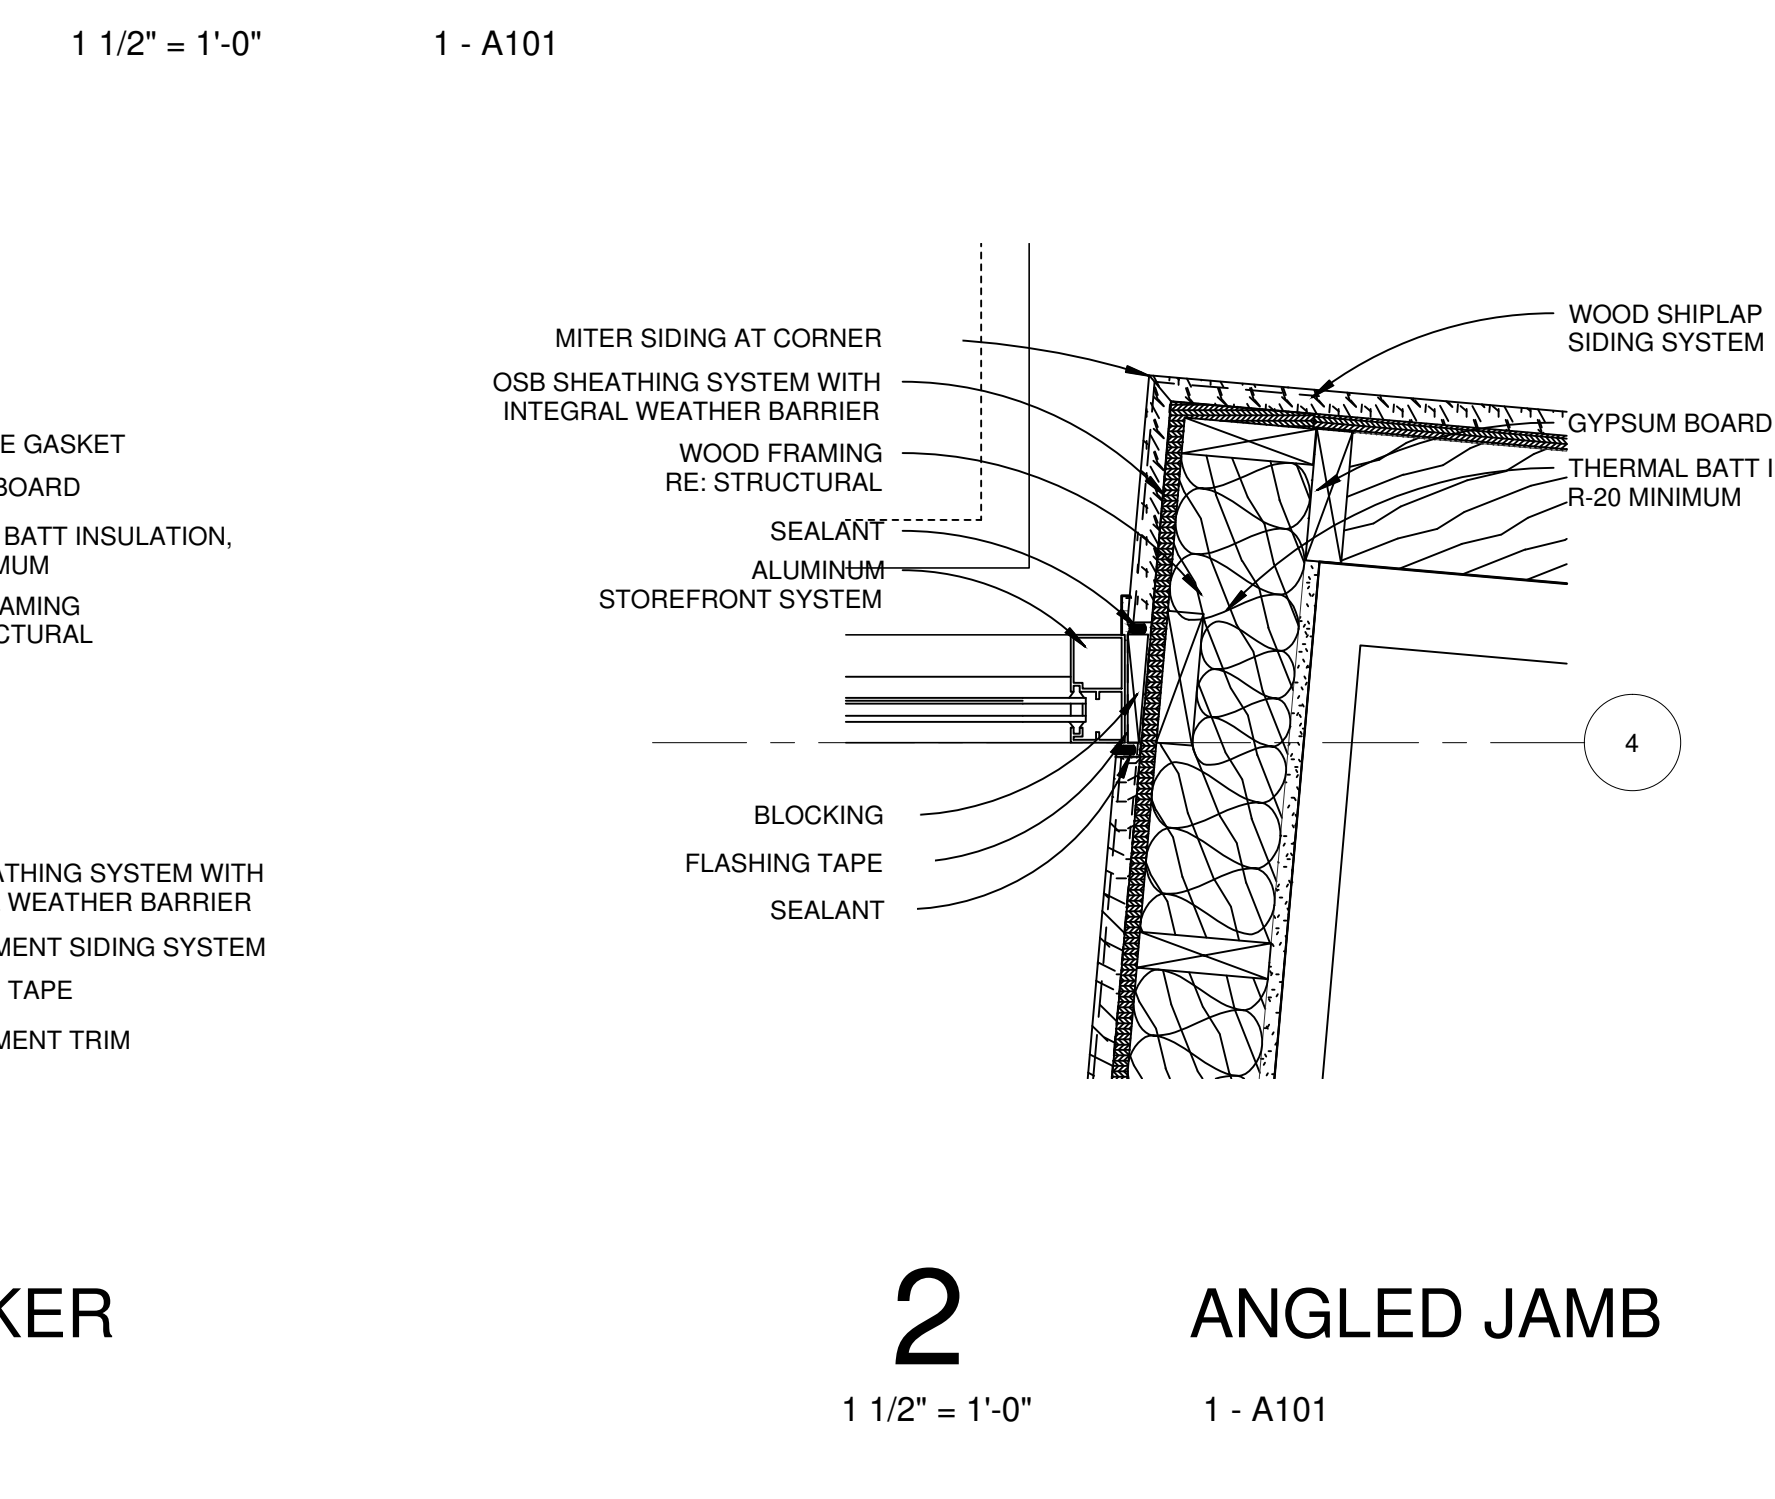 1 1/2" = 1'-0"
1 - A101
E GASKET
BOARD
BATT INSULATION,
MUM
AMING
CTURAL
ATHING SYSTEM WITH
WEATHER BARRIER
MENT SIDING SYSTEM
TAPE
MENT TRIM
KER
MITER SIDING AT CORNER
OSB SHEATHING SYSTEM WITH
INTEGRAL WEATHER BARRIER
WOOD FRAMING
RE: STRUCTURAL
SEALANT
ALUMINUM
STOREFRONT SYSTEM
BLOCKING
FLASHING TAPE
SEALANT
WOOD SHIPLAP
SIDING SYSTEM
GYPSUM BOARD
THERMAL BATT I
R-20 MINIMUM
4
2
ANGLED JAMB
1 1/2" = 1'-0"
1 - A101